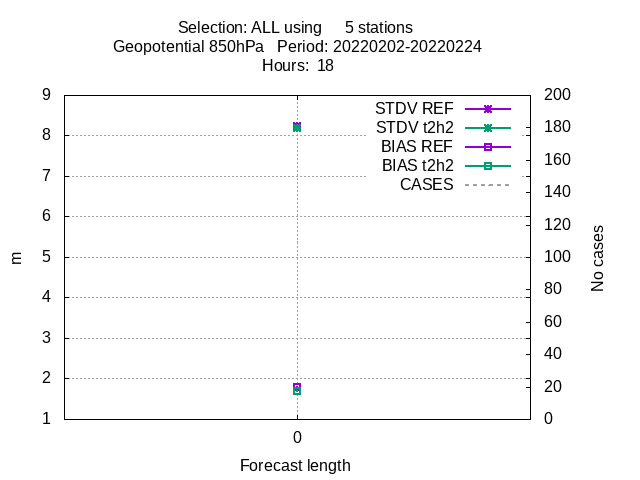 Selection: ALL using     5 stations
Geopotential 850hPa   Period: 20220202-20220224
Hours:  18
9
8
7
6
5
4
3
2
1
m
STDV REF
STDV t2h2
BIAS REF
BIAS t2h2
CASES
200
180
160
140
120
100
80
60
40
20
0
No cases
0
Forecast length